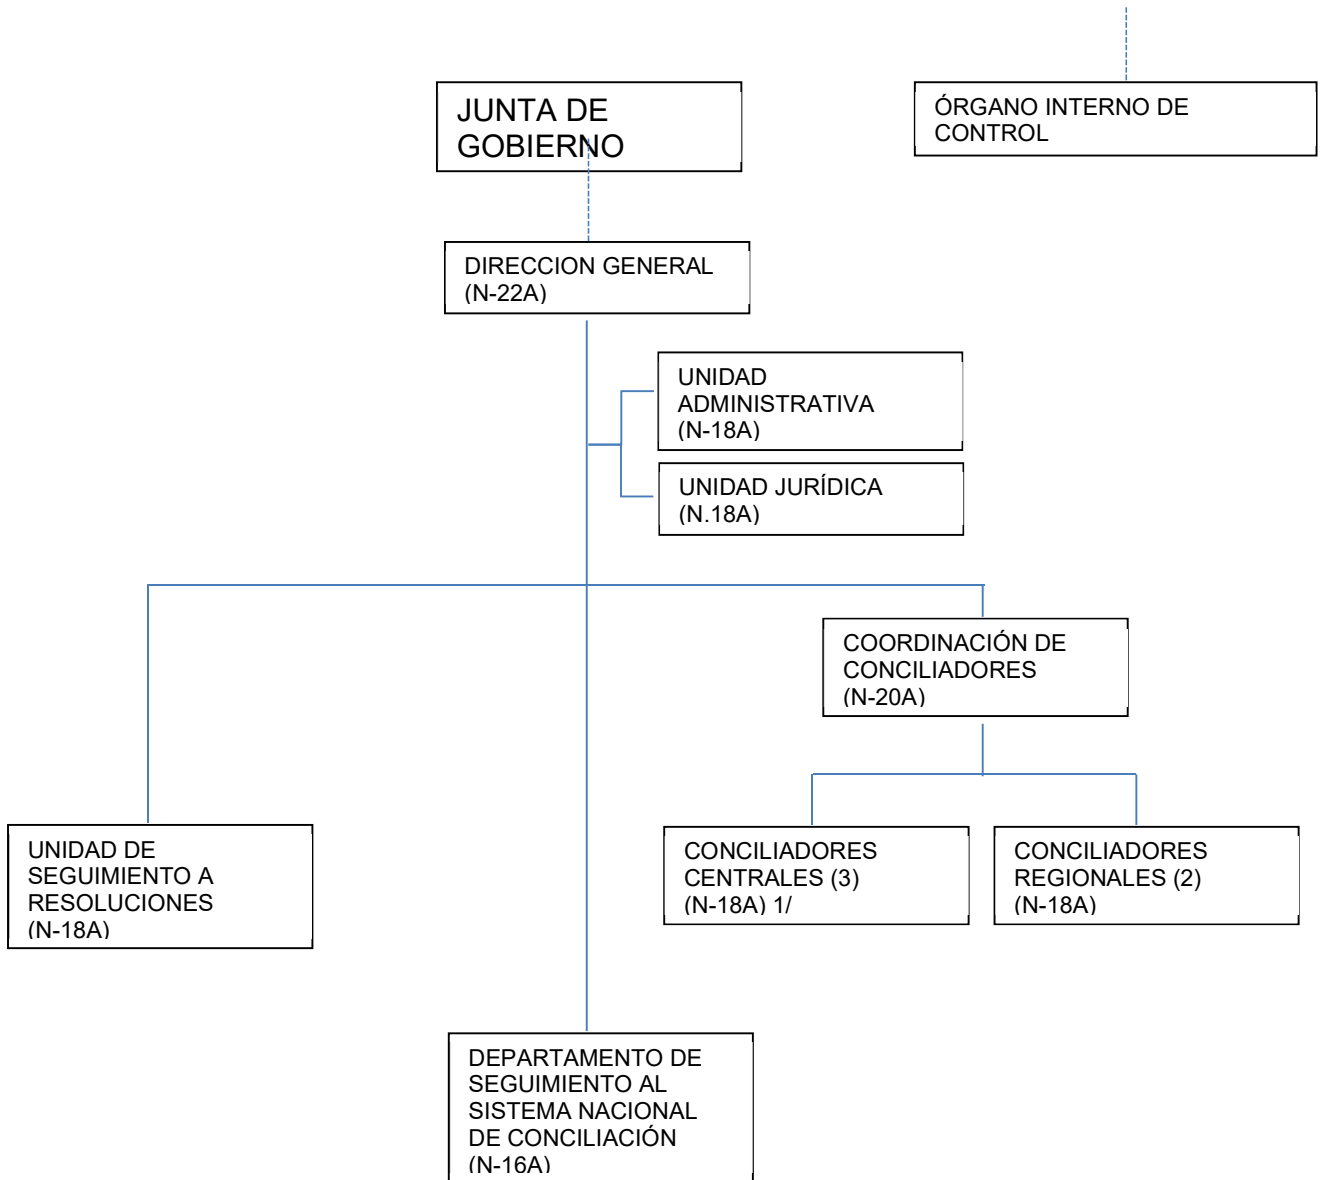 JUNTA DE
GOBIERNO
ÓRGANO INTERNO DE
CONTROL
DIRECCION GENERAL
(N-22A)
UNIDAD
ADMINISTRATIVA
(N-18A)
UNIDAD JURÍDICA
(N.18A)
COORDINACIÓN DE
CONCILIADORES
(N-20A)
UNIDAD DE
SEGUIMIENTO A
RESOLUCIONES
(N-18A)
CONCILIADORES
CENTRALES (3)
(N-18A) 1/
CONCILIADORES
REGIONALES (2)
(N-18A)
DEPARTAMENTO DE
SEGUIMIENTO AL
SISTEMA NACIONAL
DE CONCILIACIÓN
(N-16A)